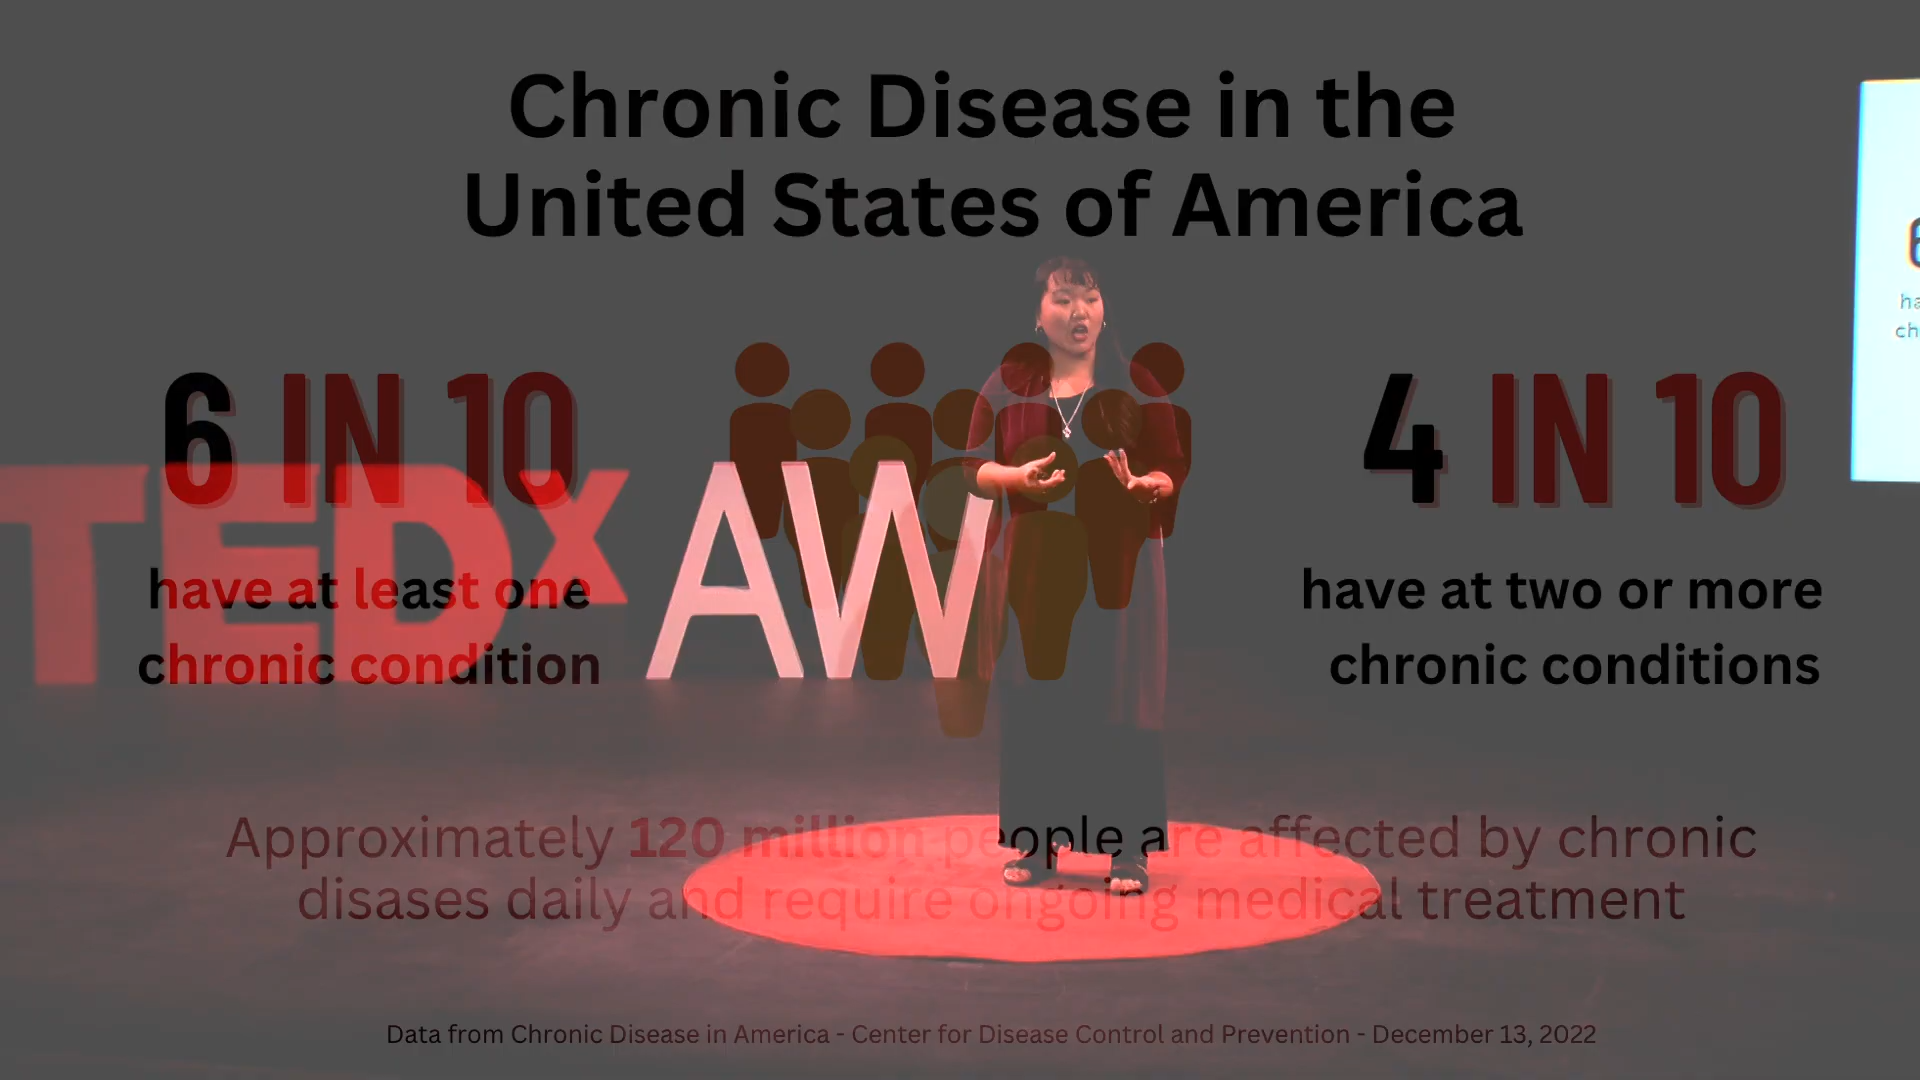 Chronic Disease in the
United States of America
6 IN 10
have at least one
chronic condition
4 IN 10
have at two or more
chronic conditions
TEDx AW
Approximately 120 million people are affected by chronic
disases daily and require ongoing medical treatment
Data from Chronic Disease in America - Center for Disease Control and Prevention - December 13, 2022